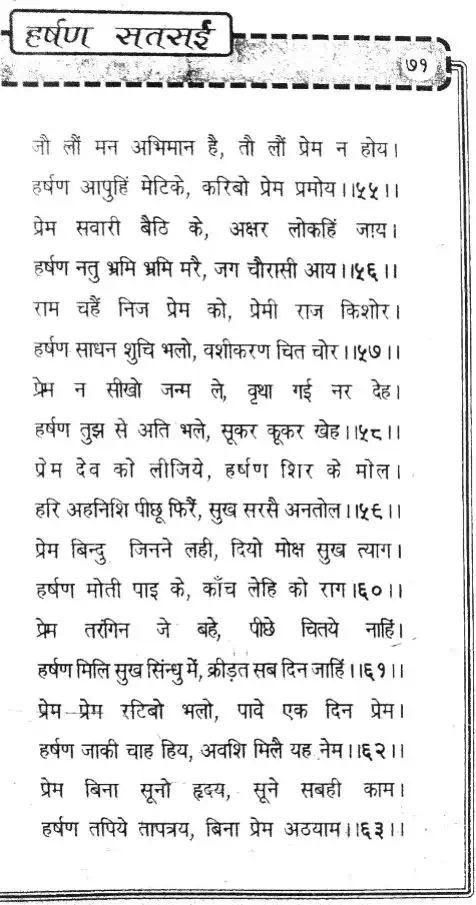 हर्षण सतसई
७१
जौ लौं मन अभिमान है, तौ लौं प्रेम न होय।
हर्षण आपुहिं मेटिके, करिबो प्रेम प्रमोय।।५५।।
प्रेम सवारी बैठि के, अक्षर लोकहिं जाय।
हर्षण नतु भ्रमि भ्रमि मरै, जग चौरासी आय।।५६।।
राम चहैं निज प्रेम को, प्रेमी राज किशोर।
हर्षण साधन शुचि भलो, वशीकरण चित चोर।।५७।।
प्रेम न सीखो जन्म ले, वृथा गई नर देह।
हर्षण तुझ से अति भले, सूकर कूकर खेह।।५८।।
प्रेम देव को लीजिये, हर्षण शिर के मोल।
हरि अहनिशि पीछू फिरैं, सुख सरसै अनतोल।।५९।।
प्रेम बिन्दु जिनने लही, दियो मोक्ष सुख त्याग।
हर्षण मोती पाइ के, काँच लेहि को राग।।६०।।
प्रेम तरंगिन जे बहे, पीछे चितये नाहिं।
हर्षण मिलि सुख सिंन्धु में, क्रीड़त सब दिन जाहिं।।६१।।
प्रेम-प्रेम रटिबो भलो, पावे एक दिन प्रेम।
हर्षण जाकी चाह हिय, अवशि मिलै यह नेम।।६२।।
प्रेम बिना सूनो हृदय, सूने सबही काम।
हर्षण तपिये तापत्रय, बिना प्रेम अठयाम।।६३।।